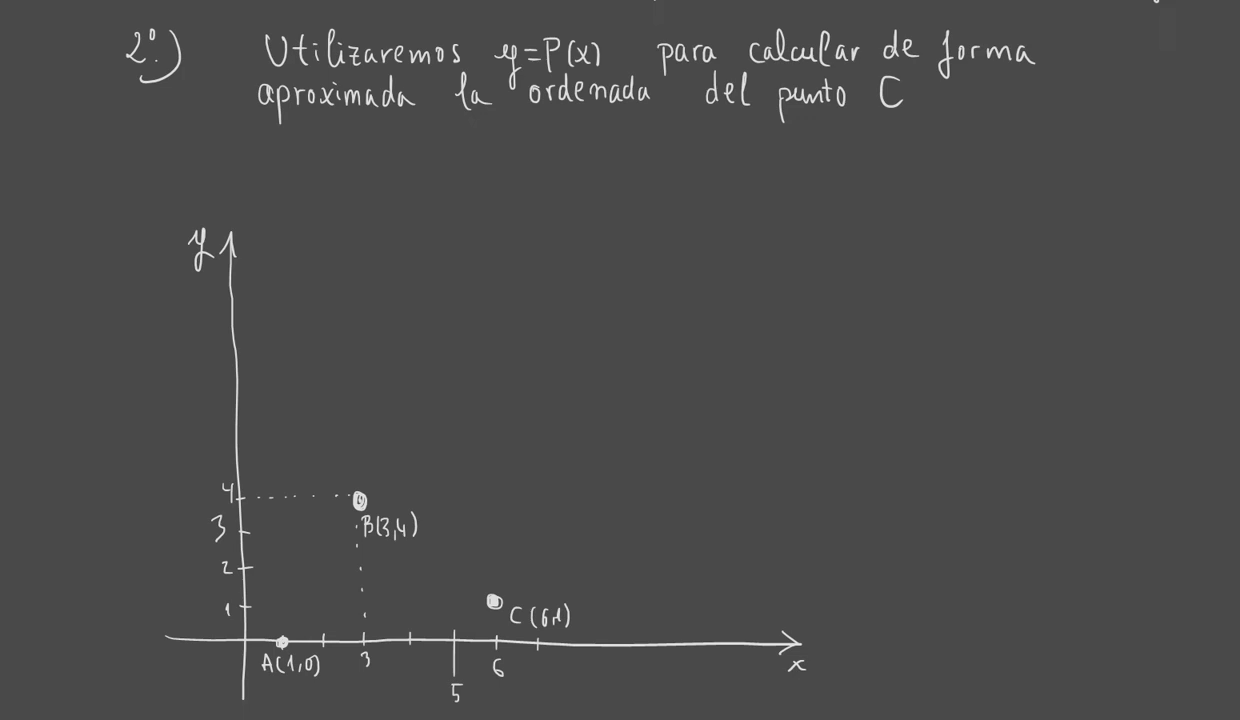 2º.) Utilizaremos y=P(x) para calcular de forma
aproximada la ordenada del punto C
y
4
B(3,4)
3
2
1
C(6,1)
A(1,0)
3
6
x
5